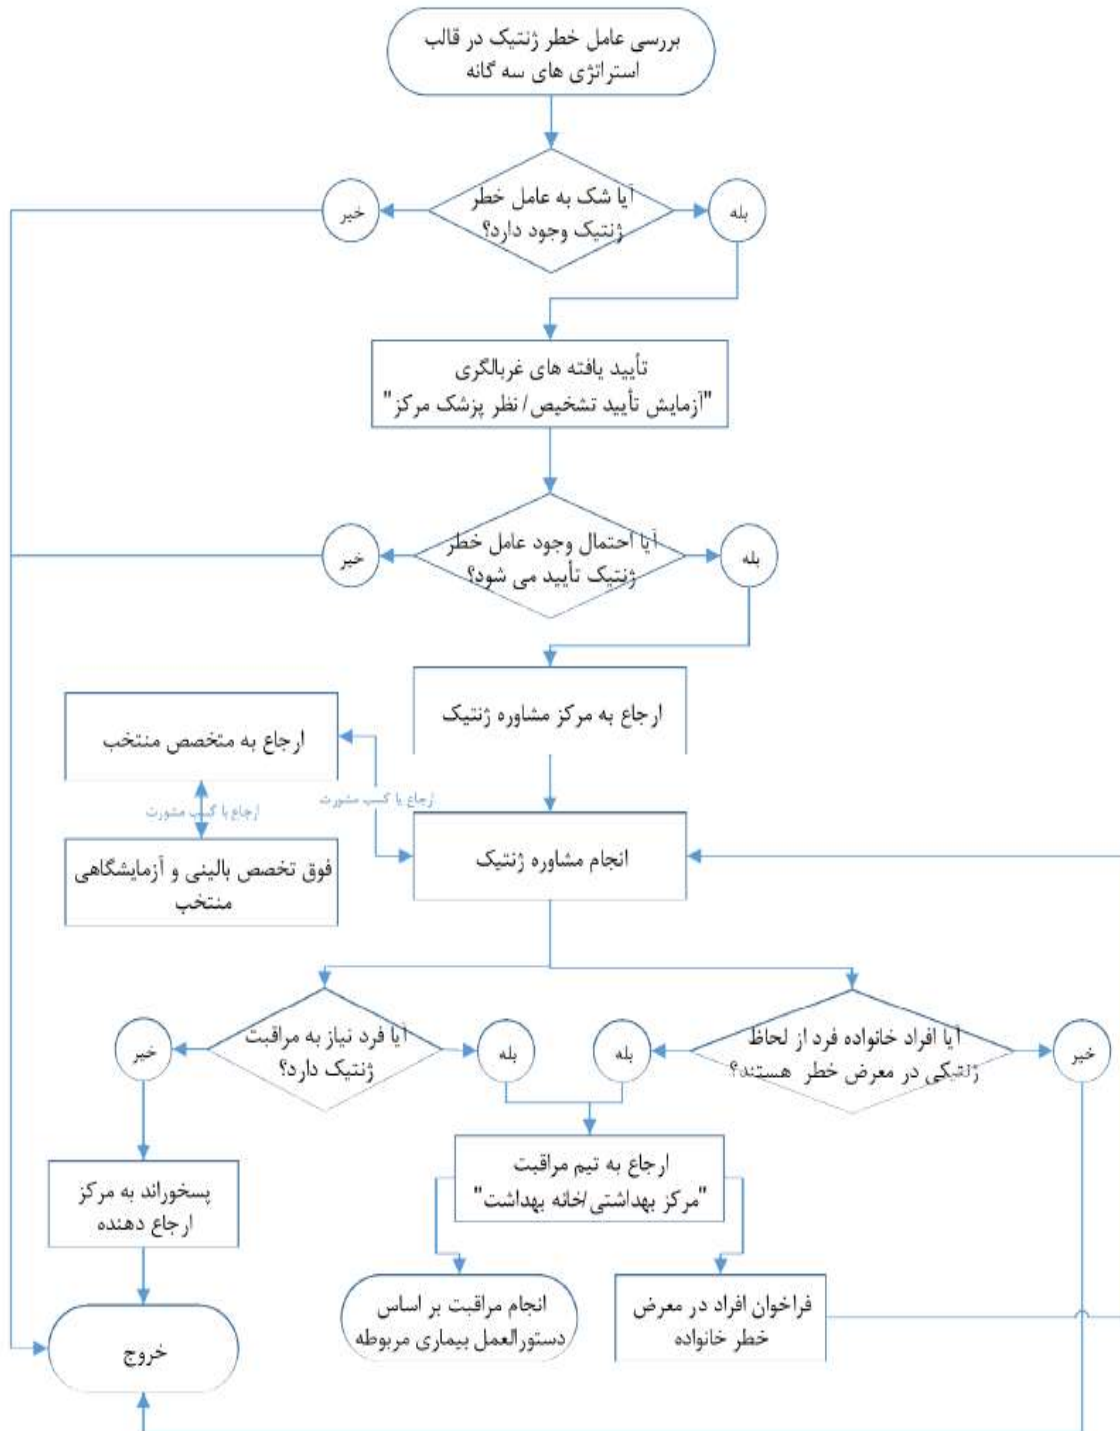 بررسی عامل خطر ژنتیک در قالب
استراتژی های سه گانه
آیا شک به عامل خطر
ژنتیک وجود دارد؟
بله
خیر
تأیید یافته های غربالگری
"آزمایش تأیید تشخیص/ نظر پزشک مرکز"
آیا احتمال وجود عامل خطر
ژنتیک تأیید می شود؟
بله
خیر
ارجاع به مرکز مشاوره ژنتیک
ارجاع به متخصص منتخب
ارجاع یا کسب مشورت
ارجاع یا کسب مشورت
انجام مشاوره ژنتیک
فوق تخصص بالینی و آزمایشگاهی
منتخب
آیا افراد خانواده فرد از لحاظ
ژنتیکی در معرض خطر هستند؟
خیر
بله
آیا فرد نیاز به مراقبت
ژنتیک دارد؟
بله
خیر
ارجاع به تیم مراقبت
"مرکز بهداشتی/خانه بهداشت"
پسخوراند به مرکز
ارجاع دهنده
فراخوان افراد در معرض
خطر خانواده
انجام مراقبت بر اساس
دستورالعمل بیماری مربوطه
خروج